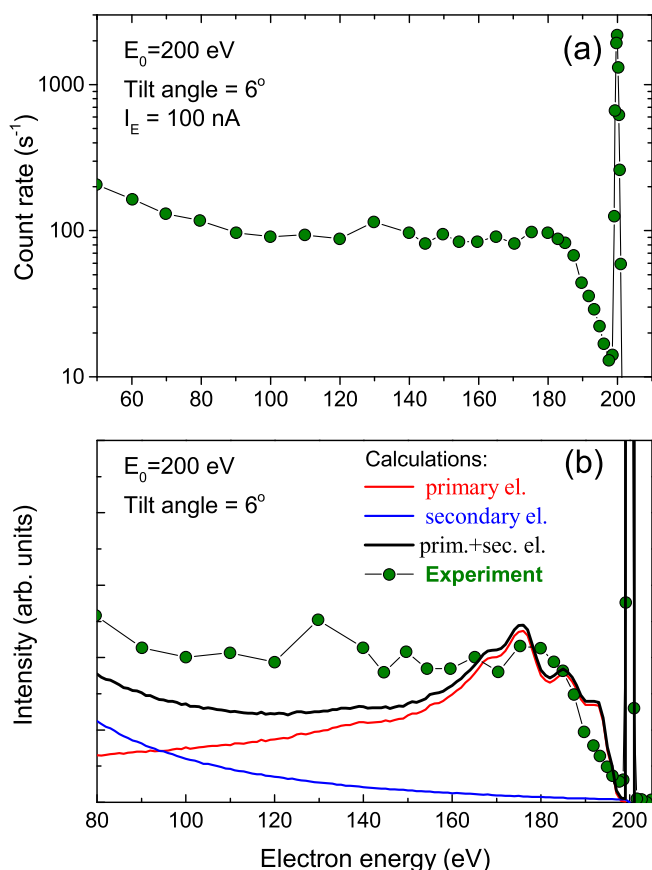 (a)
E0=200 eV
Tilt angle = 6°
IE = 100 nA
Count rate (s-1)
1000
100
10
60 80 100 120 140 160 180 200
(b)
E0=200 eV
Tilt angle = 6°
Calculations:
primary el.
secondary el.
prim.+sec. el.
Experiment
Intensity (arb. units)
80 100 120 140 160 180 200
Electron energy (eV)